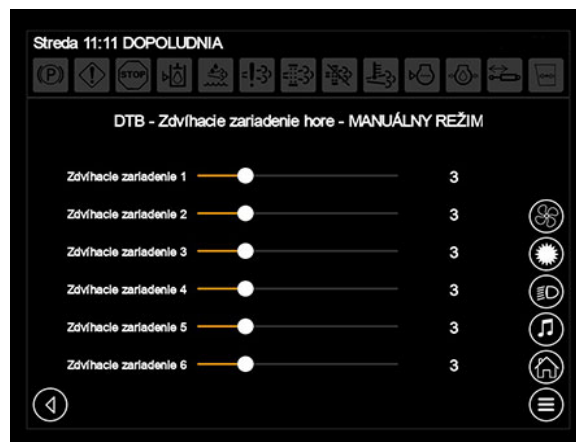 Streda 11:11 DOPOLUDNIA
(P) STOP
DTB - Zdvíhacie zariadenie hore - MANUÁLNY REŽIM
Zdvíhacie zariadenie 1 3
Zdvíhacie zariadenie 2 3
Zdvíhacie zariadenie 3 3
Zdvíhacie zariadenie 4 3
Zdvíhacie zariadenie 5 3
Zdvíhacie zariadenie 6 3